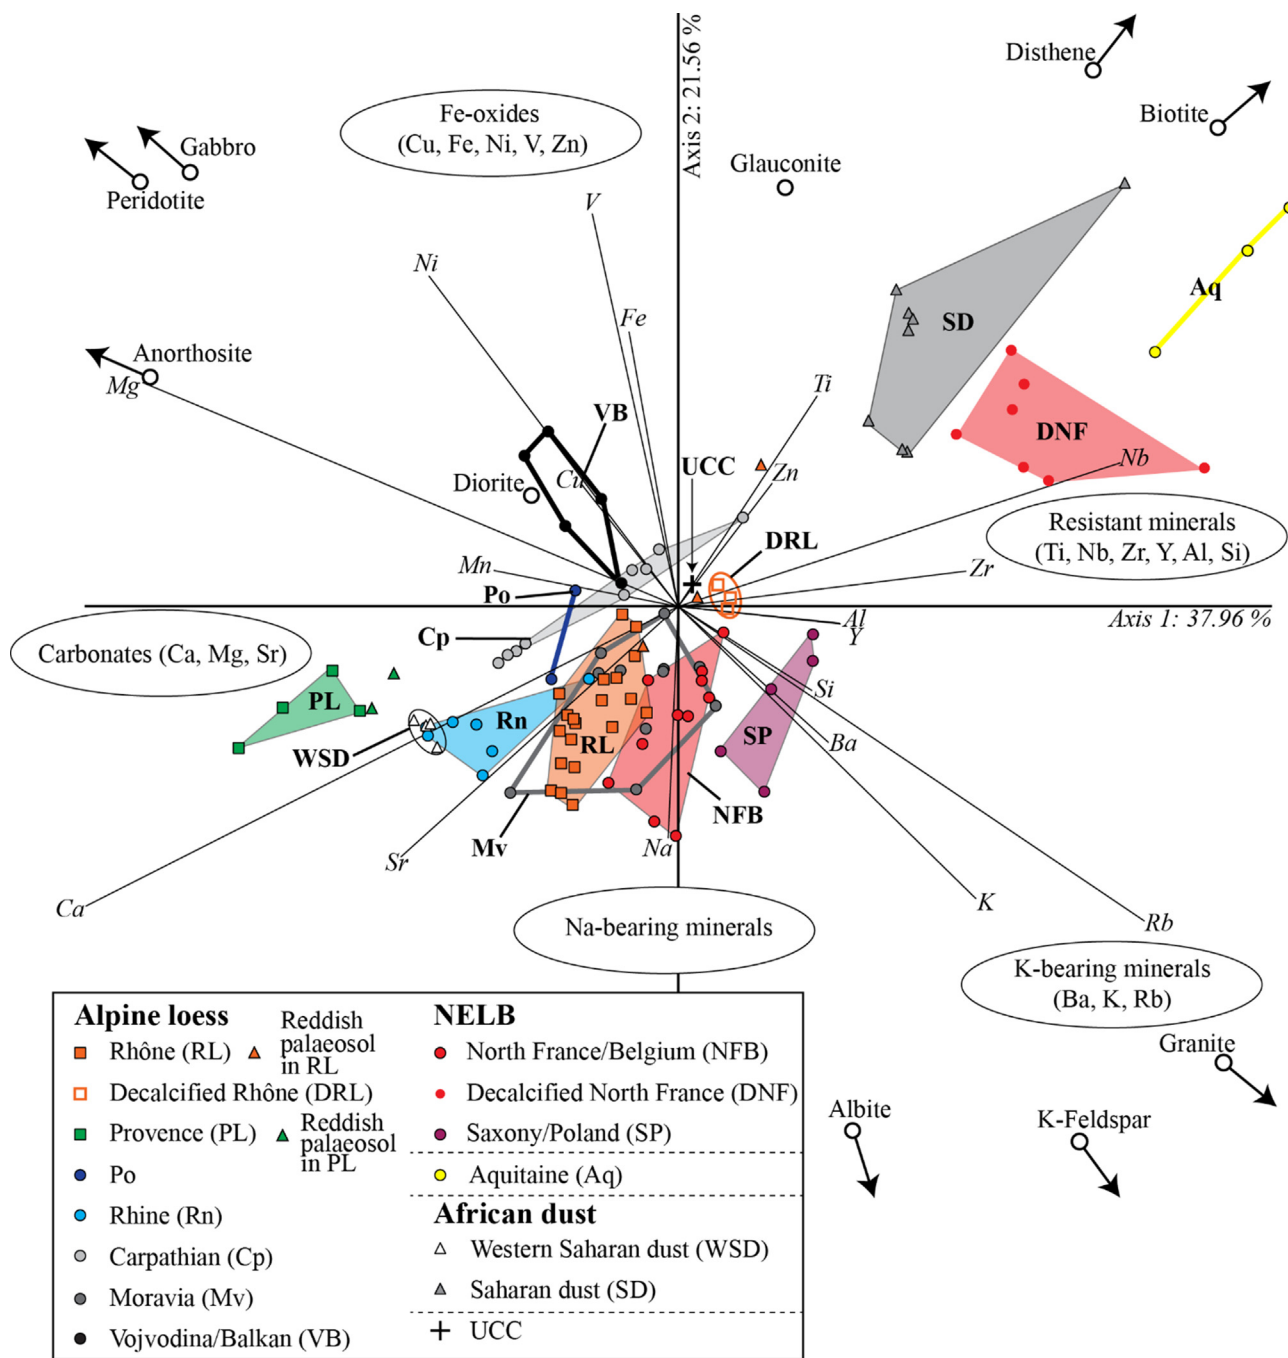 Axis 2: 21.56 %
Disthene
Biotite
Fe-oxides
(Cu, Fe, Ni, V, Zn)
Gabbro
Peridotite
Glauconite
V
Ni
Fe
SD
Aq
Anorthosite
Mg
Ti
VB
DNF
Nb
UCC
Cu
Zn
Diorite
Resistant minerals
(Ti, Nb, Zr, Y, Al, Si)
DRL
Mn
Po
Zr
Al
Axis 1: 37.96 %
Y
Cp
Carbonates (Ca, Mg, Sr)
PL
Si
WSD
Rn
RL
SP
Ba
NFB
Mv
Na
Sr
Ca
K
Rb
Na-bearing minerals
K-bearing minerals
(Ba, K, Rb)
Granite
Albite
K-Feldspar
Alpine loess
Rhône (RL)
Reddish
palaeosol
in RL
Decalcified Rhône (DRL)
Provence (PL)
Reddish
palaeosol
in PL
Po
Rhine (Rn)
Carpathian (Cp)
Moravia (Mv)
Vojvodina/Balkan (VB)
NELB
North France/Belgium (NFB)
Decalcified North France (DNF)
Saxony/Poland (SP)
Aquitaine (Aq)
African dust
Western Saharan dust (WSD)
Saharan dust (SD)
UCC